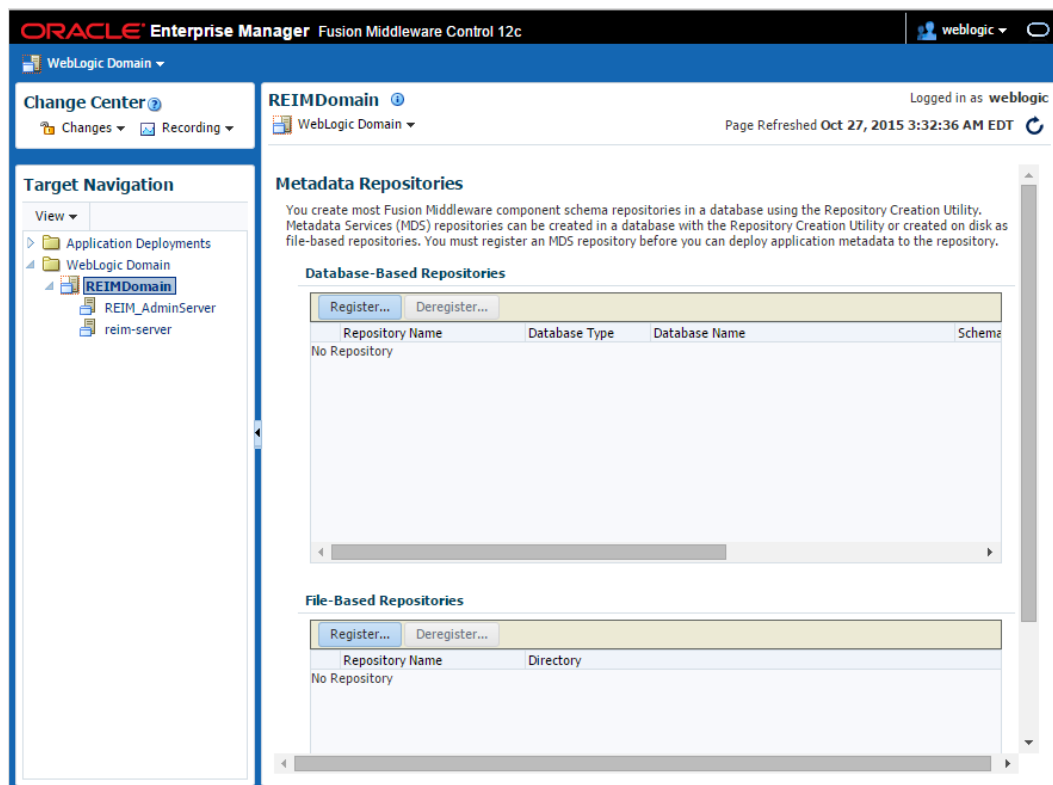 ORACLE Enterprise Manager Fusion Middleware Control 12c
weblogic
WebLogic Domain
Change Center
Changes
Recording
Target Navigation
View
Application Deployments
WebLogic Domain
REIMDomain
REIM_AdminServer
reim-server
REIMDomain
Logged in as weblogic
WebLogic Domain
Page Refreshed Oct 27, 2015 3:32:36 AM EDT
Metadata Repositories
You create most Fusion Middleware component schema repositories in a database using the Repository Creation Utility.
Metadata Services (MDS) repositories can be created in a database with the Repository Creation Utility or created on disk as
file-based repositories. You must register an MDS repository before you can deploy application metadata to the repository.
Database-Based Repositories
Register... Deregister...
Repository Name Database Type Database Name Schema
No Repository
File-Based Repositories
Register... Deregister...
Repository Name Directory
No Repository